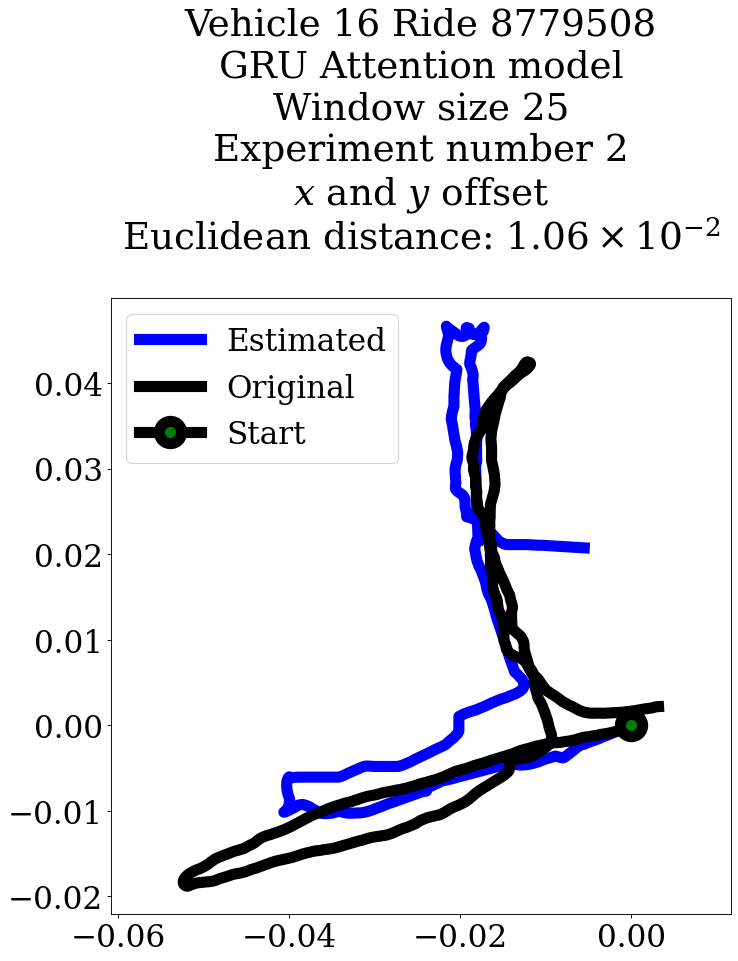 Vehicle 16 Ride 8779508
GRU Attention model
Window size 25
Experiment number 2
x and y offset
Euclidean distance: 1.06 × 10⁻²
Estimated
Original
Start
0.04
0.03
0.02
0.01
0.00
−0.01
−0.02
−0.06 −0.04 −0.02 0.00